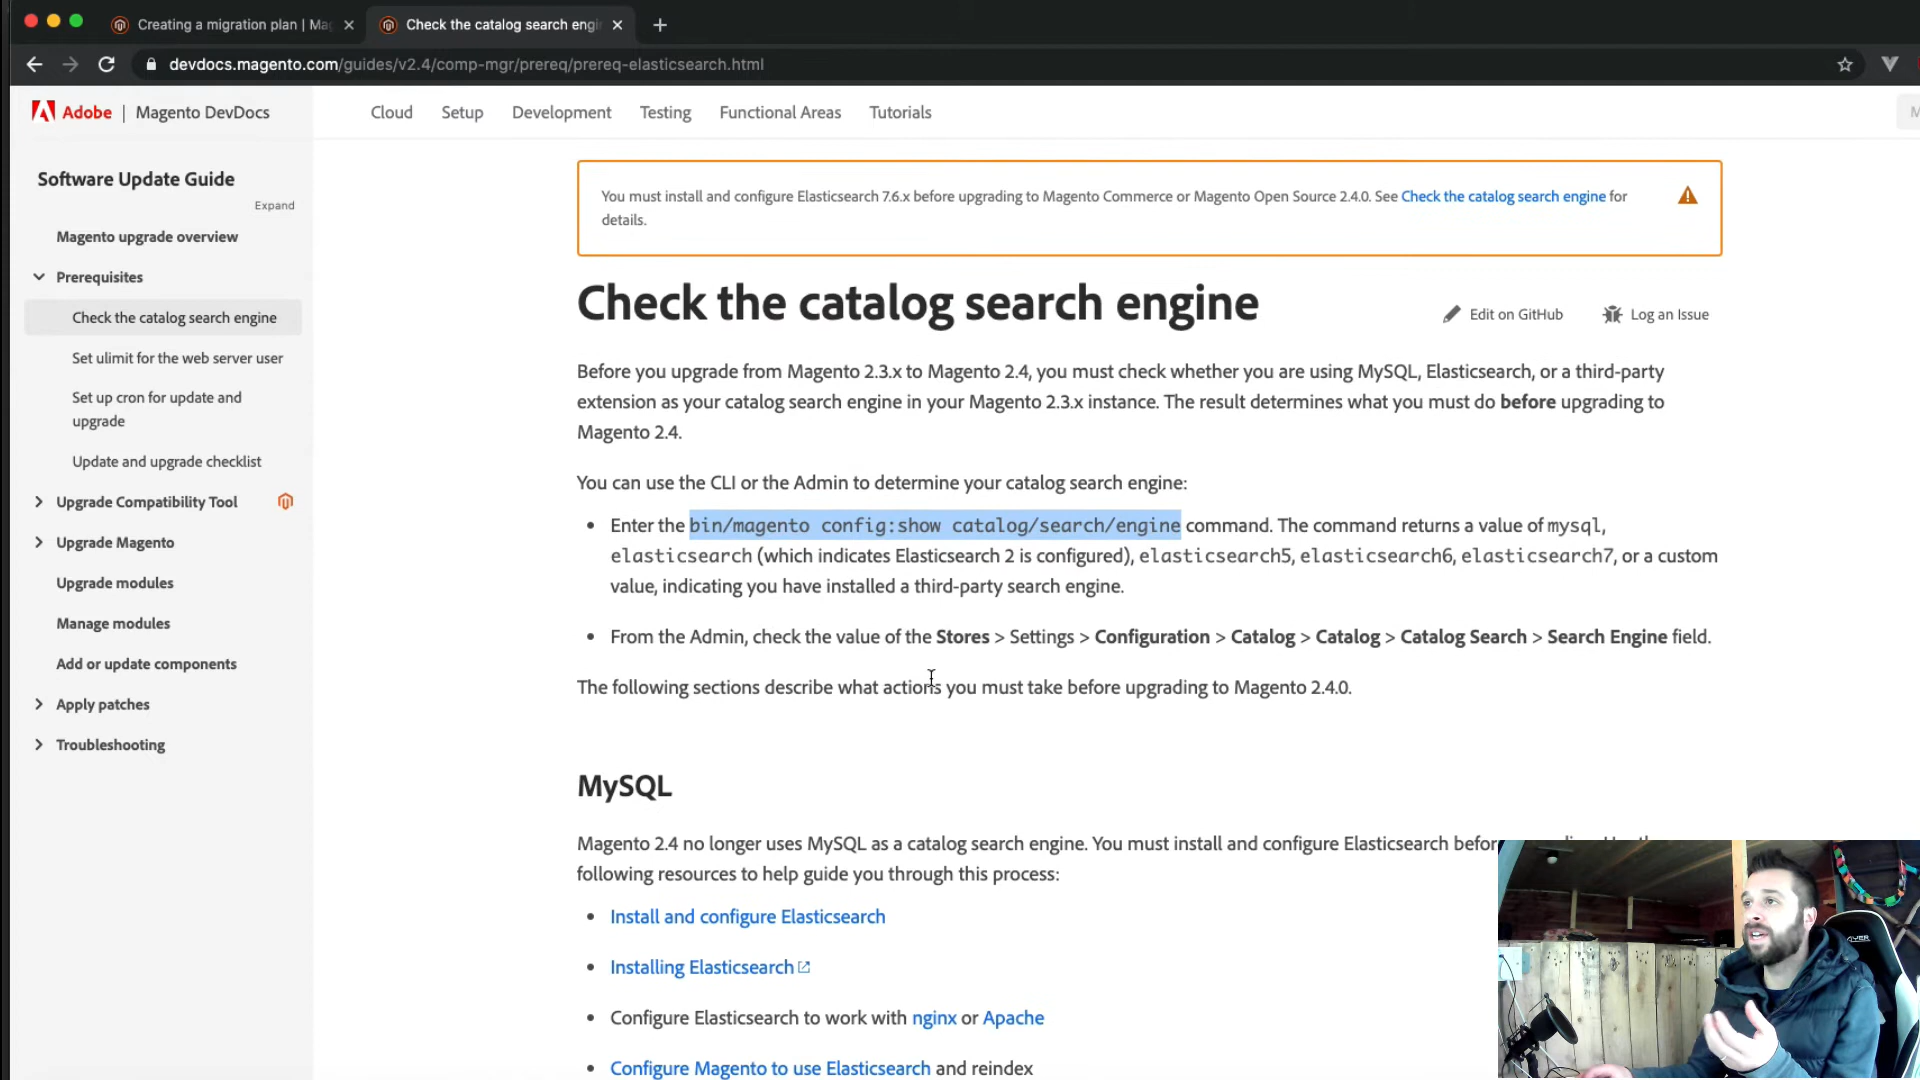 Creating a migration plan | Mag
Check the catalog search engi
devdocs.magento.com/guides/v2.4/comp-mgr/prereq/prereq-elasticsearch.html
Adobe | Magento DevDocs
Cloud Setup Development Testing Functional Areas Tutorials
Software Update Guide
Expand
Magento upgrade overview
Prerequisites
Check the catalog search engine
Set ulimit for the web server user
Set up cron for update and
upgrade
Update and upgrade checklist
Upgrade Compatibility Tool
Upgrade Magento
Upgrade modules
Manage modules
Add or update components
Apply patches
Troubleshooting
You must install and configure Elasticsearch 7.6.x before upgrading to Magento Commerce or Magento Open Source 2.4.0. See Check the catalog search engine for
details.
Check the catalog search engine
Edit on GitHub
Log an Issue
Before you upgrade from Magento 2.3.x to Magento 2.4, you must check whether you are using MySQL, Elasticsearch, or a third-party
extension as your catalog search engine in your Magento 2.3.x instance. The result determines what you must do before upgrading to
Magento 2.4.
You can use the CLI or the Admin to determine your catalog search engine:
• Enter the bin/magento config:show catalog/search/engine command. The command returns a value of mysql,
elasticsearch (which indicates Elasticsearch 2 is configured), elasticsearch5, elasticsearch6, elasticsearch7, or a custom
value, indicating you have installed a third-party search engine.
• From the Admin, check the value of the Stores > Settings > Configuration > Catalog > Catalog > Catalog Search > Search Engine field.
The following sections describe what actions you must take before upgrading to Magento 2.4.0.
MySQL
Magento 2.4 no longer uses MySQL as a catalog search engine. You must install and configure Elasticsearch befor
following resources to help guide you through this process:
• Install and configure Elasticsearch
• Installing Elasticsearch
• Configure Elasticsearch to work with nginx or Apache
• Configure Magento to use Elasticsearch and reindex